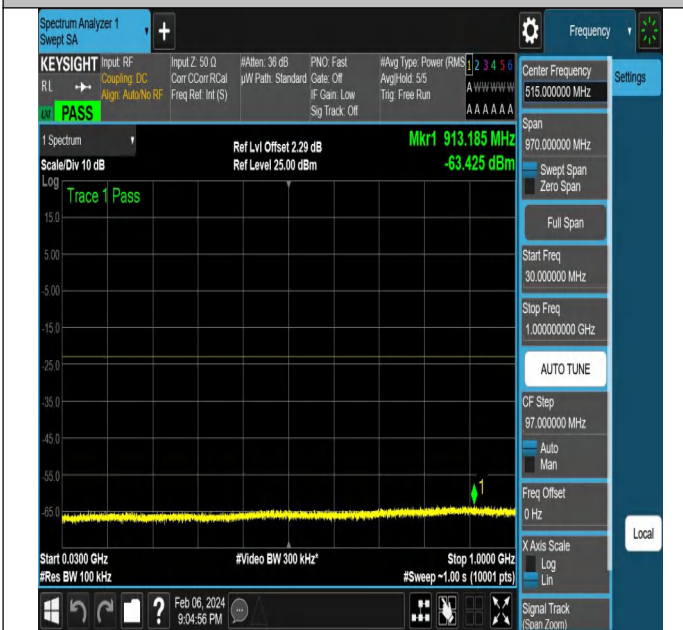 Spectrum Analyzer 1
Swept SA
+
Frequency
KEYSIGHT
RL
LNI
PASS
Input: RF
Coupling: DC
Align: Auto/No RF
Input Z: 50 Ω
Corr CCorr RCal
Freq Ref: Int (S)
#Atten: 36 dB
µW Path: Standard
PNO: Fast
Gate: Off
IF Gain: Low
Sig Track: Off
#Avg Type: Power (RMS
Avg|Hold: 5/5
Trig: Free Run
1 2 3 4 5 6
A W W W W W
A A A A A A
1 Spectrum
Scale/Div 10 dB
Log
Ref Lvl Offset 2.29 dB
Ref Level 25.00 dBm
Mkr1 913.185 MHz
-63.425 dBm
Trace 1 Pass
15.0
5.00
-5.00
-15.0
-25.0
-35.0
-45.0
-55.0
-65.0
1
Start 0.0300 GHz
#Res BW 100 kHz
#Video BW 300 kHz*
Stop 1.0000 GHz
#Sweep ~1.00 s (10001 pts)
?
Feb 06, 2024
9:04:56 PM
Center Frequency
515.000000 MHz
Span
970.000000 MHz
Swept Span
Zero Span
Full Span
Start Freq
30.000000 MHz
Stop Freq
1.000000000 GHz
AUTO TUNE
CF Step
97.000000 MHz
Auto
Man
Freq Offset
0 Hz
X Axis Scale
Log
Lin
Signal Track
(Span Zoom)
Settings
Local